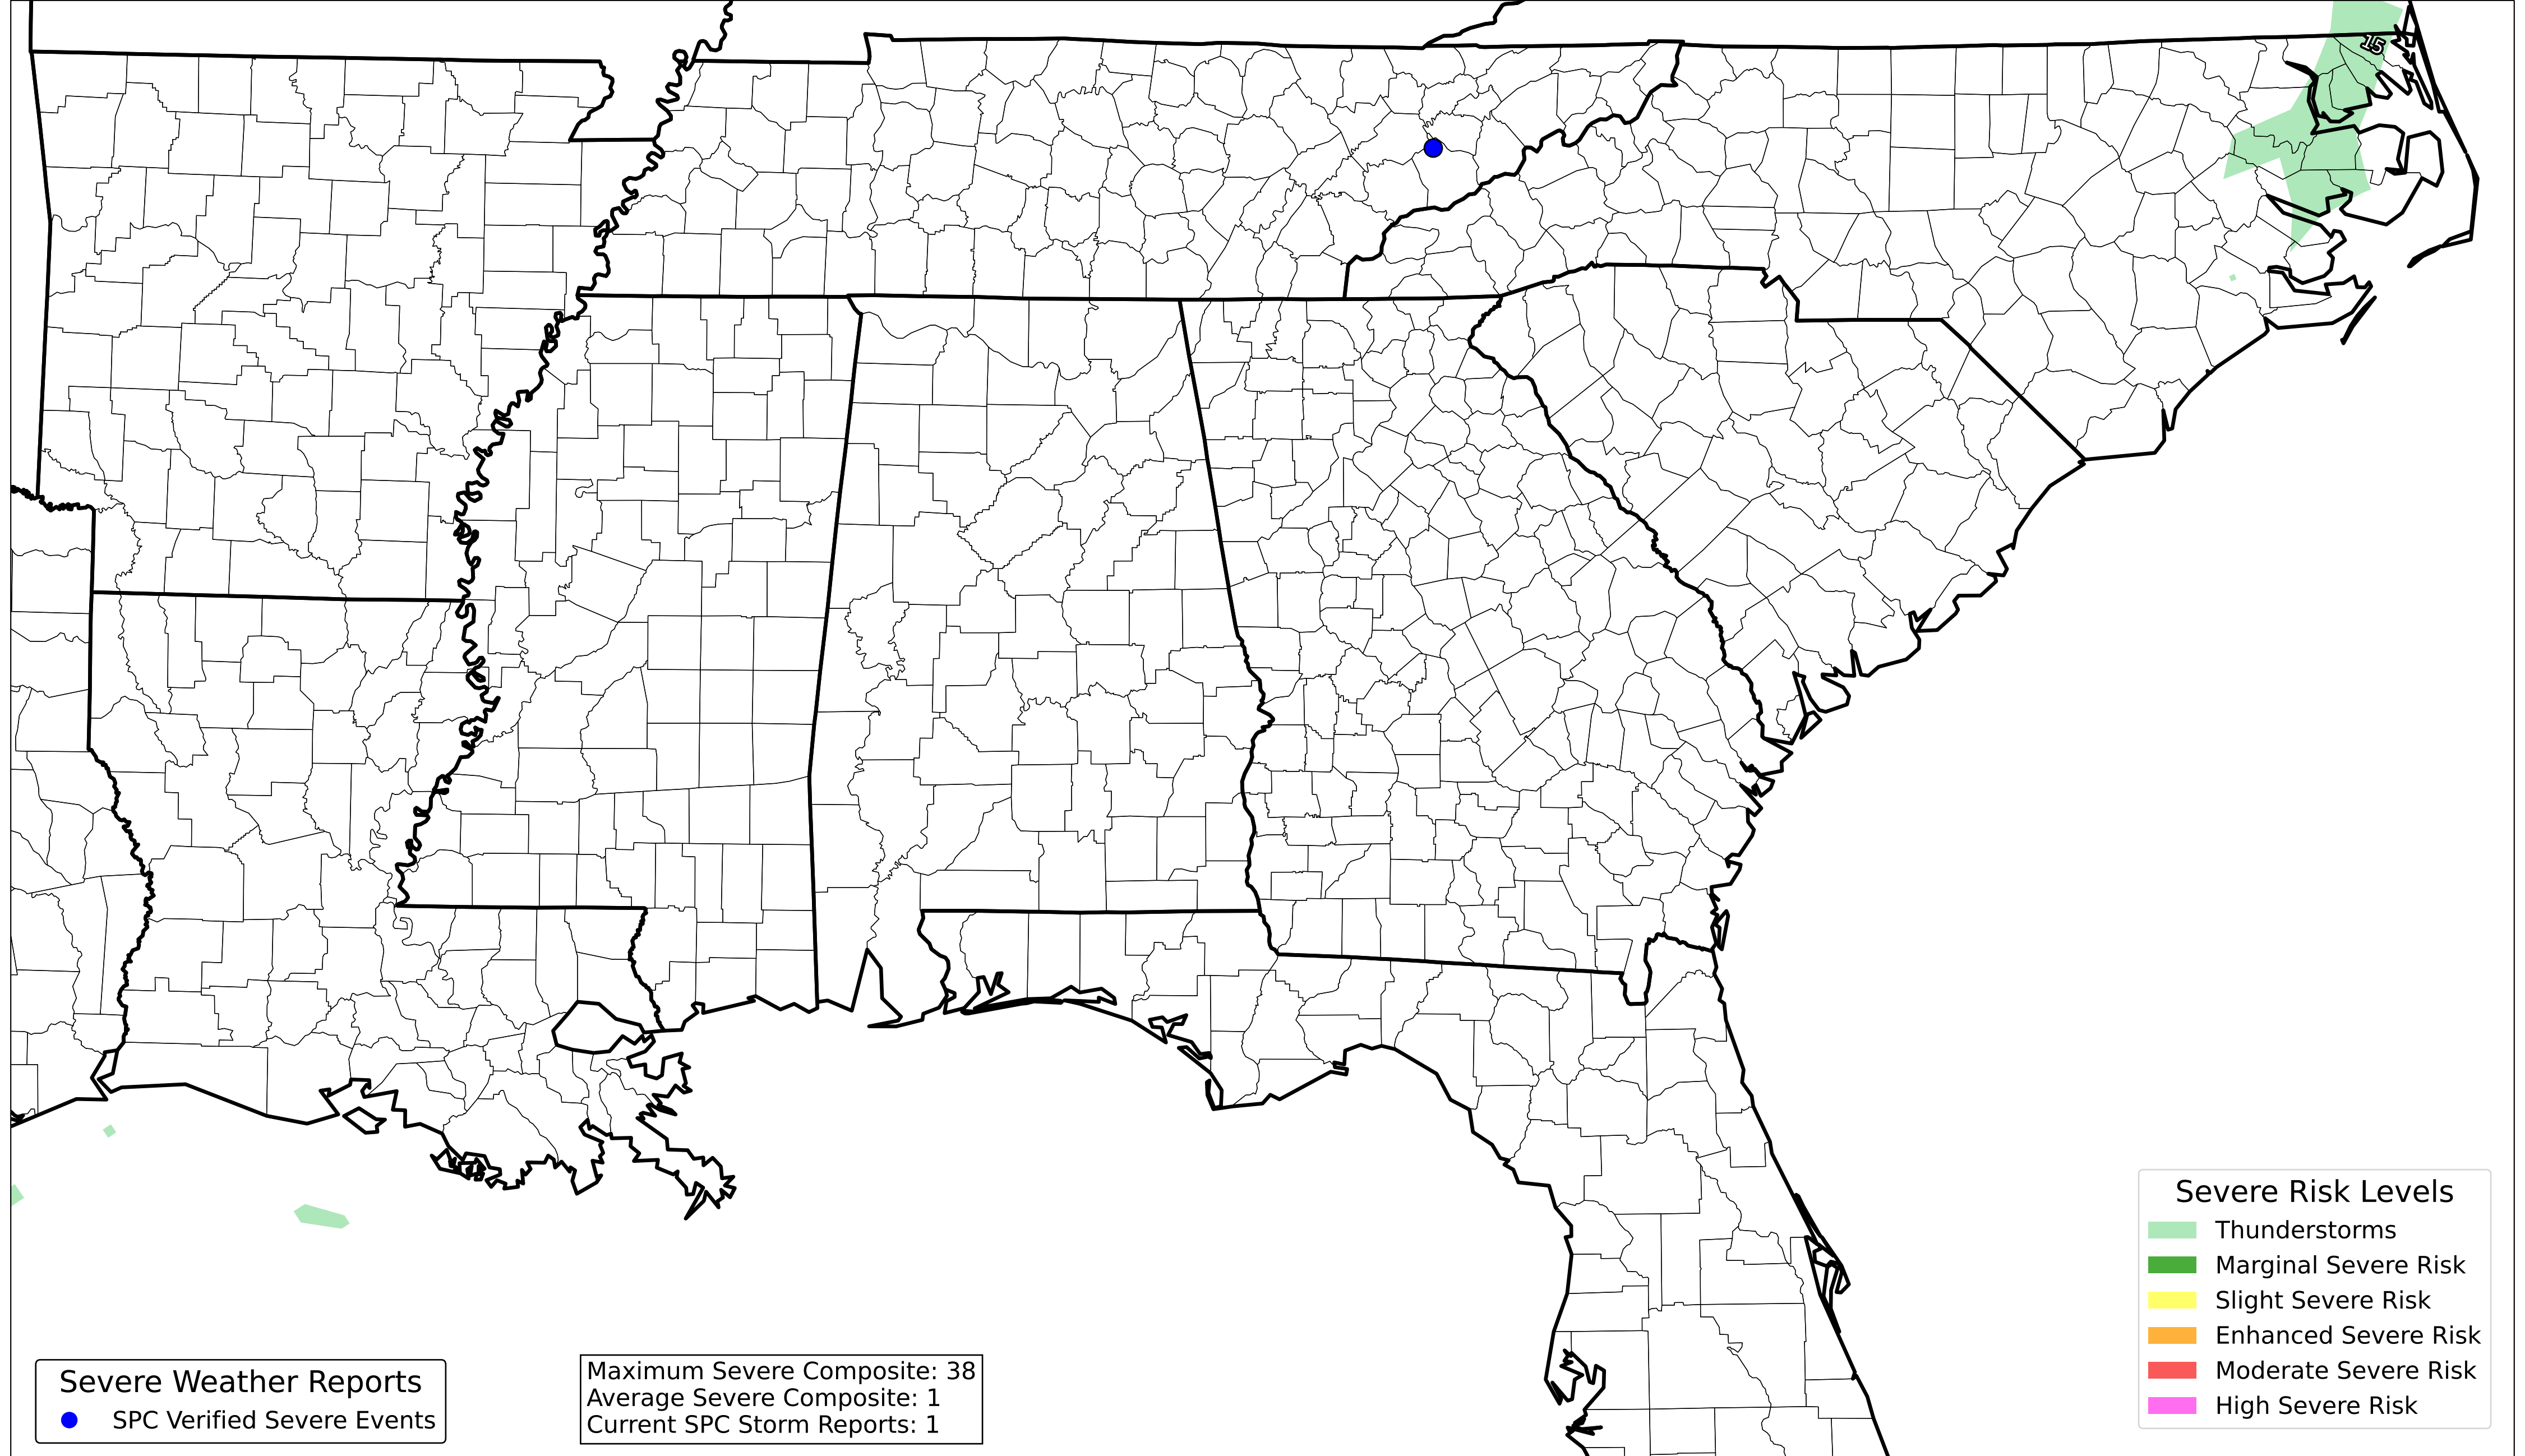 15
Severe Risk Levels
Thunderstorms
Marginal Severe Risk
Slight Severe Risk
Enhanced Severe Risk
Moderate Severe Risk
High Severe Risk
Severe Weather Reports
SPC Verified Severe Events
Maximum Severe Composite: 38
Average Severe Composite: 1
Current SPC Storm Reports: 1